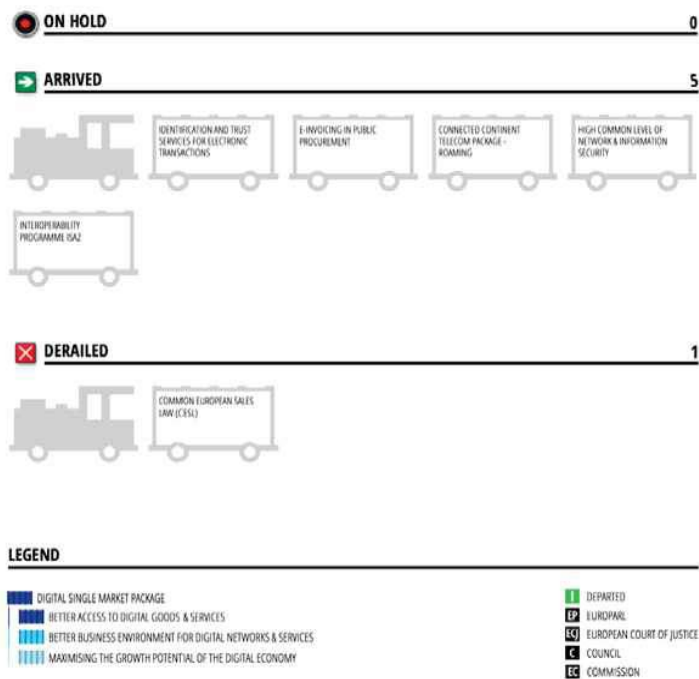 ON HOLD 0
ARRIVED 5
IDENTIFICATION AND TRUST
SERVICES FOR ELECTRONIC
TRANSACTIONS
E-INVOICING IN PUBLIC
PROCUREMENT
CONNECTED CONTINENT
TELECOM PACKAGE -
ROAMING
HIGH COMMON LEVEL OF
NETWORK & INFORMATION
SECURITY
INTEROPERABILITY
PROGRAMME ISA2
DERAILED 1
COMMON EUROPEAN SALES
LAW (CESL)
LEGEND
DIGITAL SINGLE MARKET PACKAGE
BETTER ACCESS TO DIGITAL GOODS & SERVICES
BETTER BUSINESS ENVIRONMENT FOR DIGITAL NETWORKS & SERVICES
MAXIMISING THE GROWTH POTENTIAL OF THE DIGITAL ECONOMY
DEPARTED
EP EUROPARL
ECJ EUROPEAN COURT OF JUSTICE
C COUNCIL
EC COMMISSION